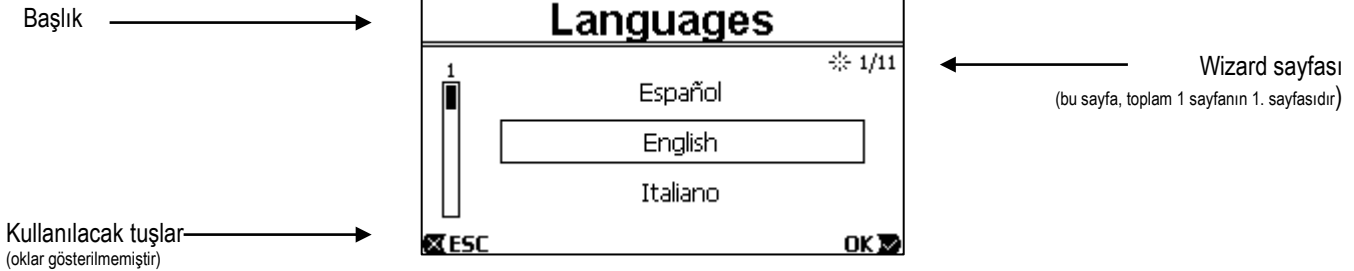 Başlık
Languages
1
1/11
Wizard sayfası
(bu sayfa, toplam 1 sayfanın 1. sayfasıdır)
Español
English
Italiano
Kullanılacak tuşlar
(oklar gösterilmemiştir)
ESC
OK